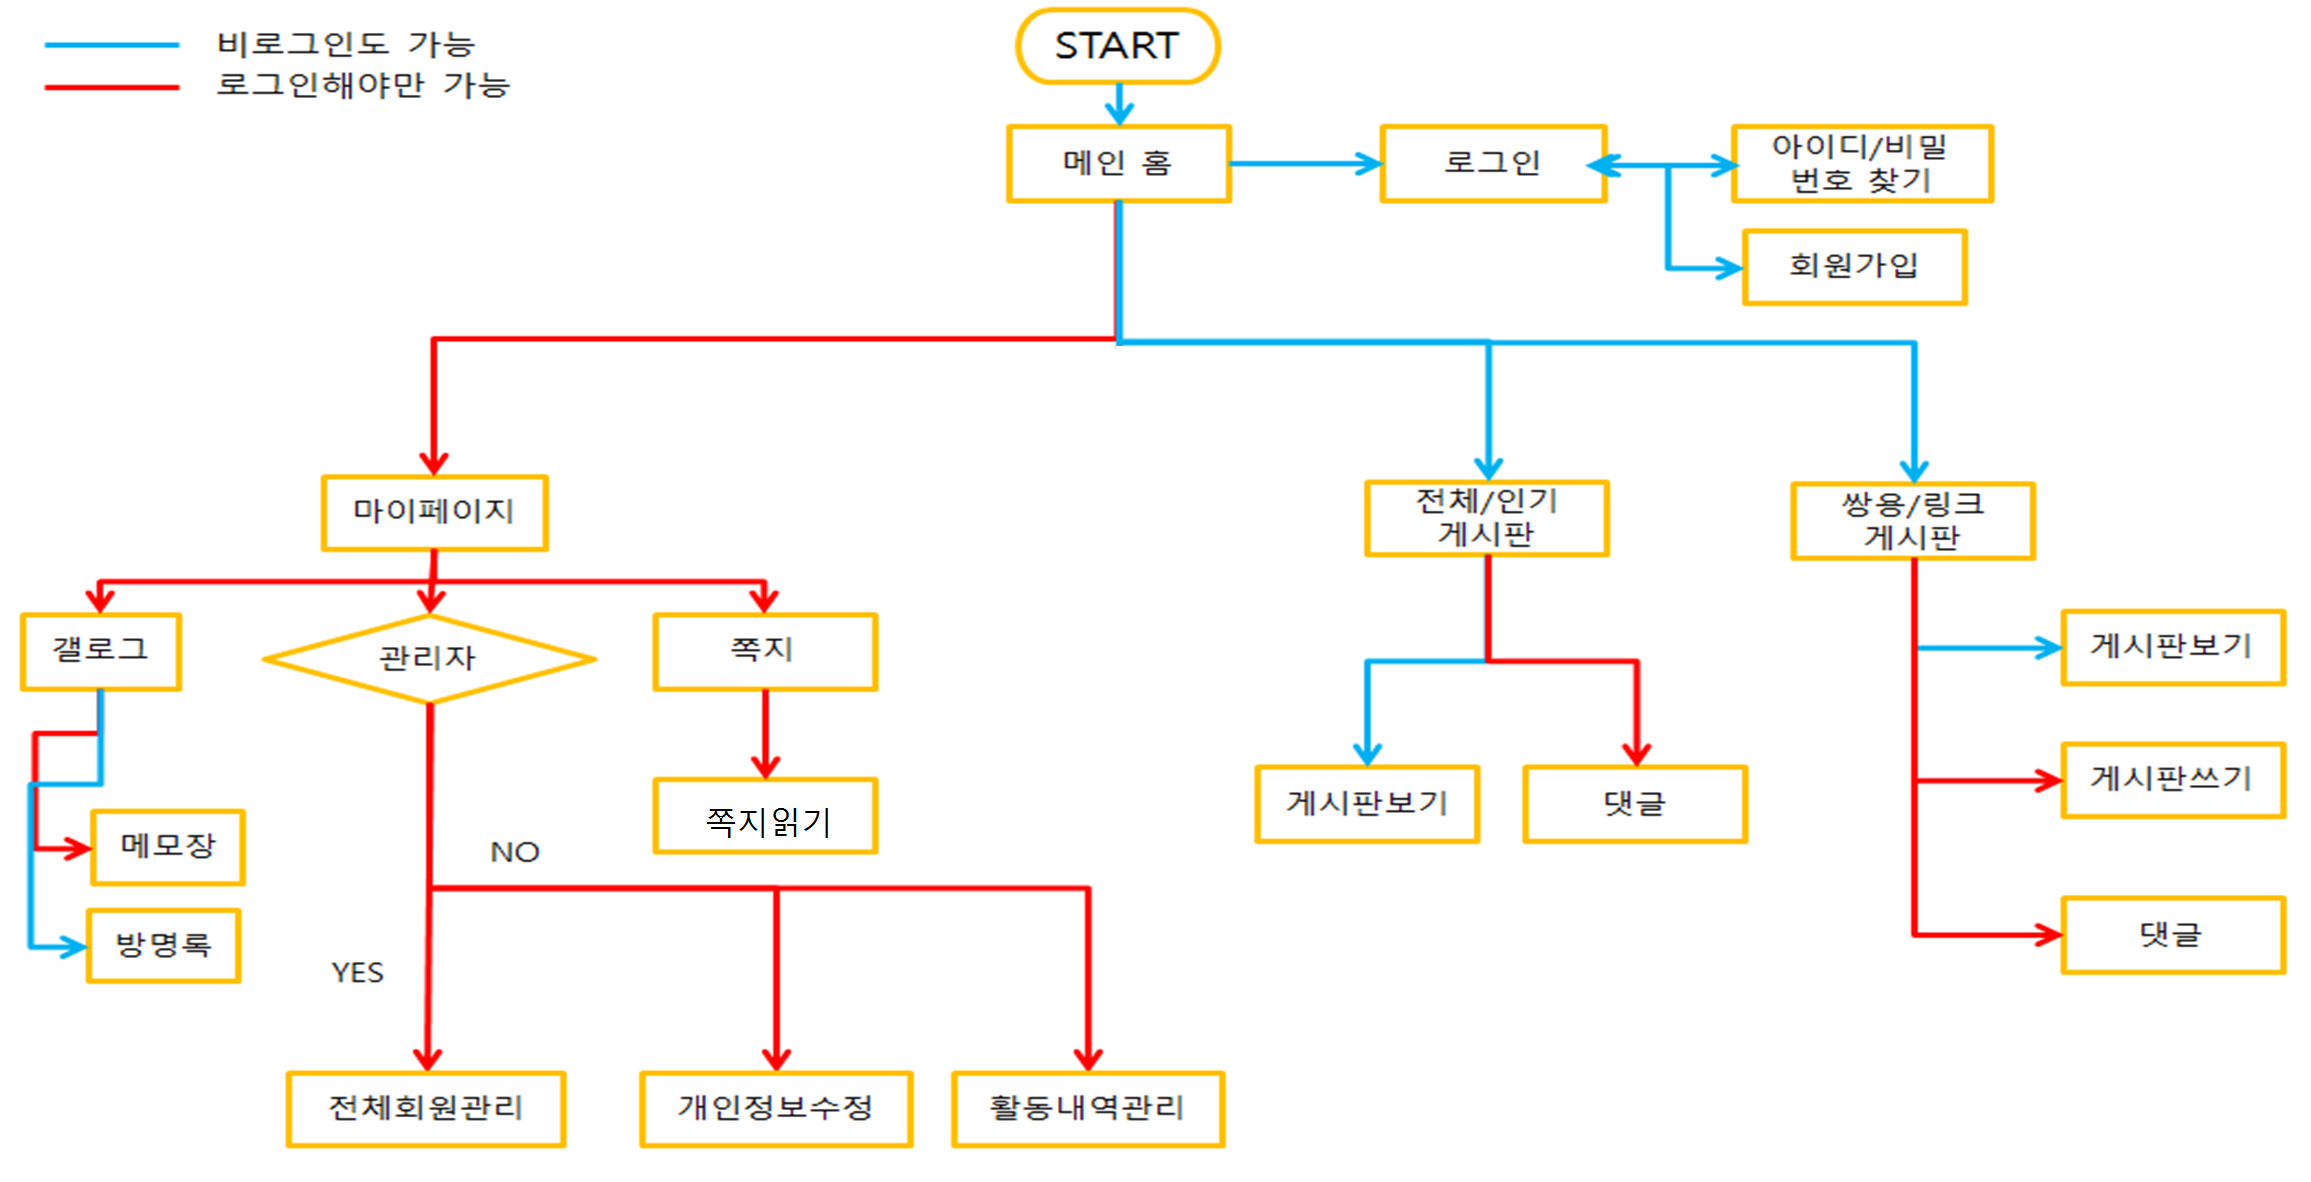 비로그인도 가능
로그인해야만 가능
START
메인 홈
로그인
아이디/비밀
번호 찾기
회원가입
마이페이지
전체/인기
게시판
쌍용/링크
게시판
갤로그
관리자
쪽지
게시판보기
게시판쓰기
댓글
쪽지읽기
게시판보기
댓글
메모장
방명록
NO
YES
전체회원관리
개인정보수정
활동내역관리